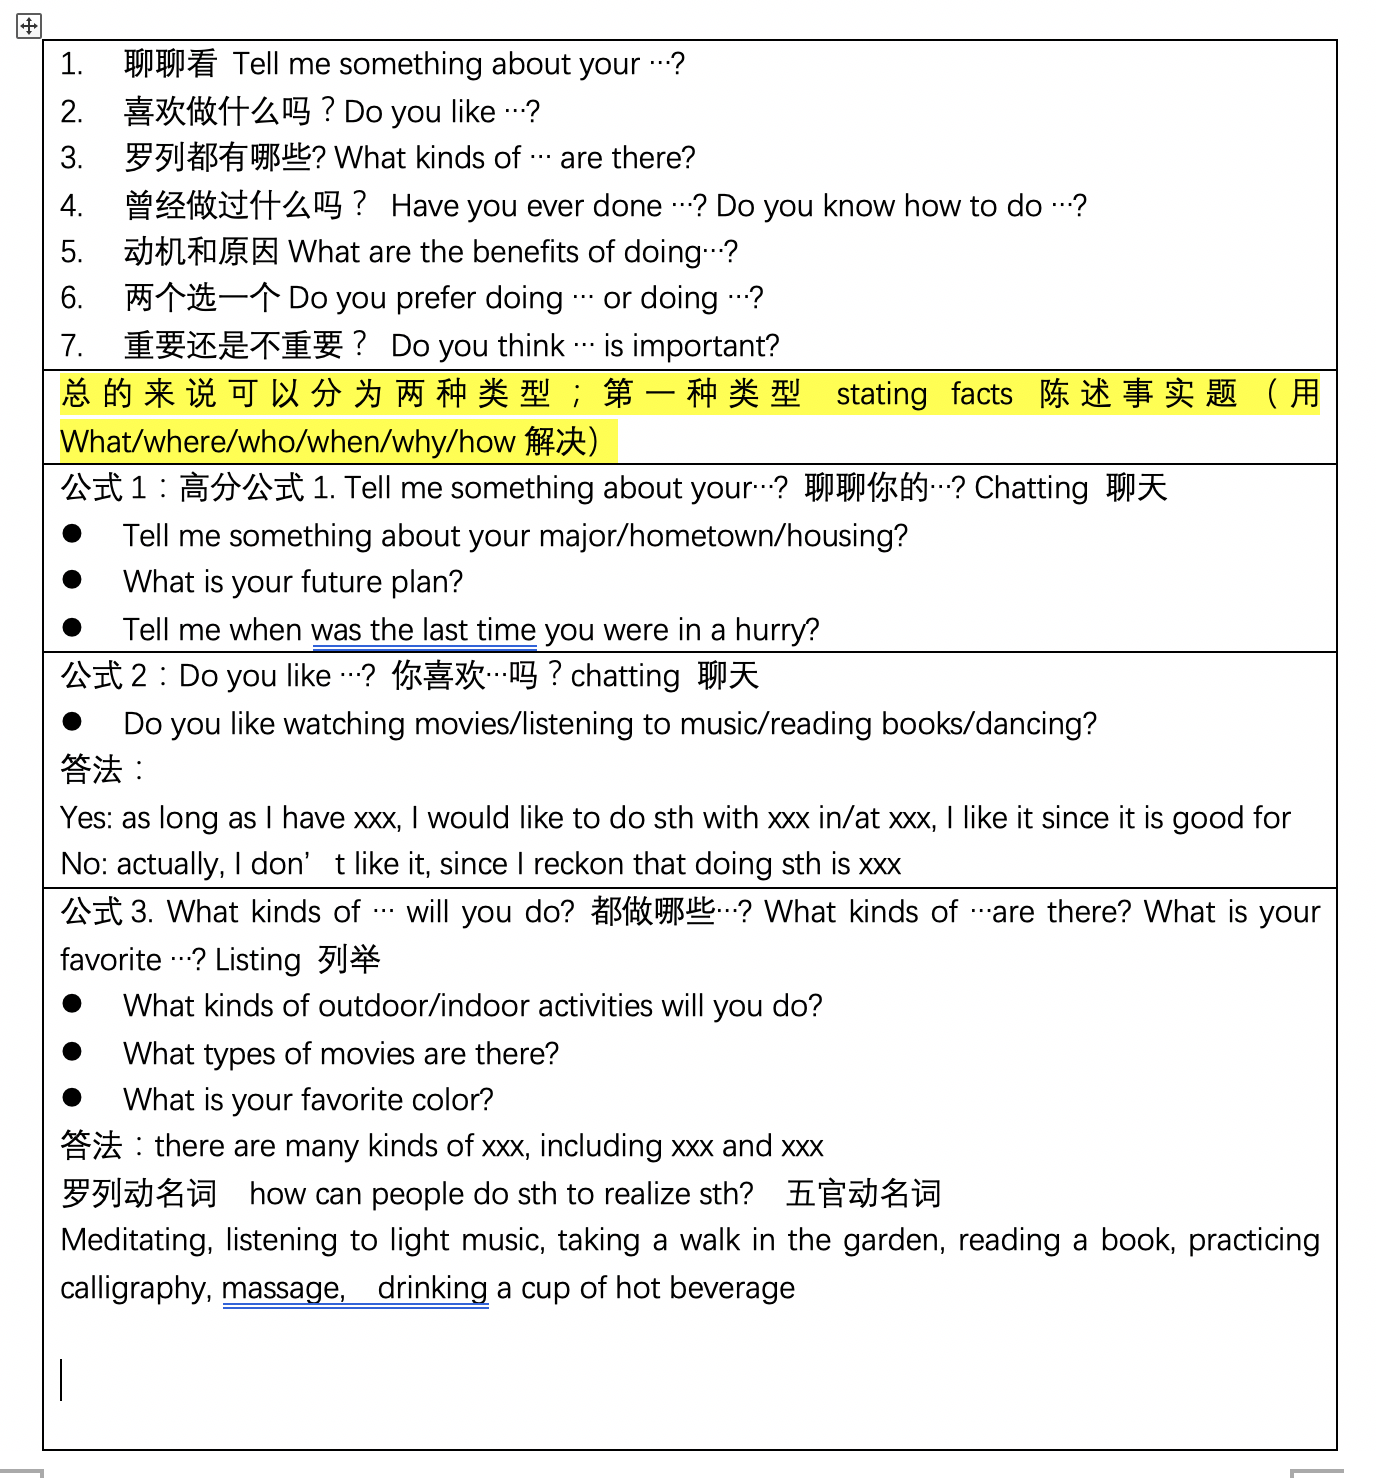 1. 聊聊看 Tell me something about your …?
2. 喜欢做什么吗？Do you like …?
3. 罗列都有哪些? What kinds of … are there?
4. 曾经做过什么吗？ Have you ever done …? Do you know how to do …?
5. 动机和原因 What are the benefits of doing…?
6. 两个选一个 Do you prefer doing … or doing …?
7. 重要还是不重要？ Do you think … is important?
总的来说可以分为两种类型；第一种类型 stating facts 陈述事实题（用
What/where/who/when/why/how 解决）
公式 1：高分公式 1. Tell me something about your…? 聊聊你的…? Chatting 聊天
● Tell me something about your major/hometown/housing?
● What is your future plan?
● Tell me when was the last time you were in a hurry?
公式 2：Do you like …? 你喜欢…吗？chatting 聊天
● Do you like watching movies/listening to music/reading books/dancing?
答法：
Yes: as long as I have xxx, I would like to do sth with xxx in/at xxx, I like it since it is good for
No: actually, I don’t like it, since I reckon that doing sth is xxx
公式 3. What kinds of … will you do? 都做哪些…? What kinds of …are there? What is your
favorite …? Listing 列举
● What kinds of outdoor/indoor activities will you do?
● What types of movies are there?
● What is your favorite color?
答法：there are many kinds of xxx, including xxx and xxx
罗列动名词 how can people do sth to realize sth? 五官动名词
Meditating, listening to light music, taking a walk in the garden, reading a book, practicing
calligraphy, massage, drinking a cup of hot beverage